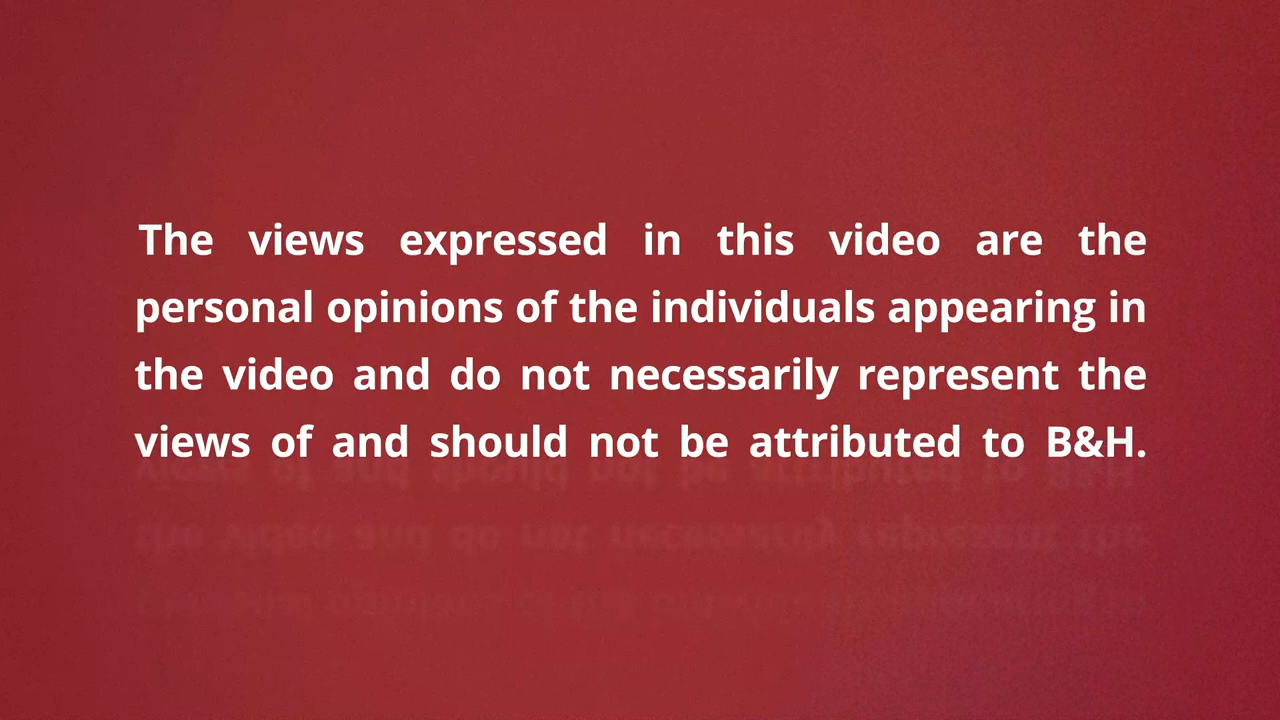 The views expressed in this video are the
personal opinions of the individuals appearing in
the video and do not necessarily represent the
views of and should not be attributed to B&H.